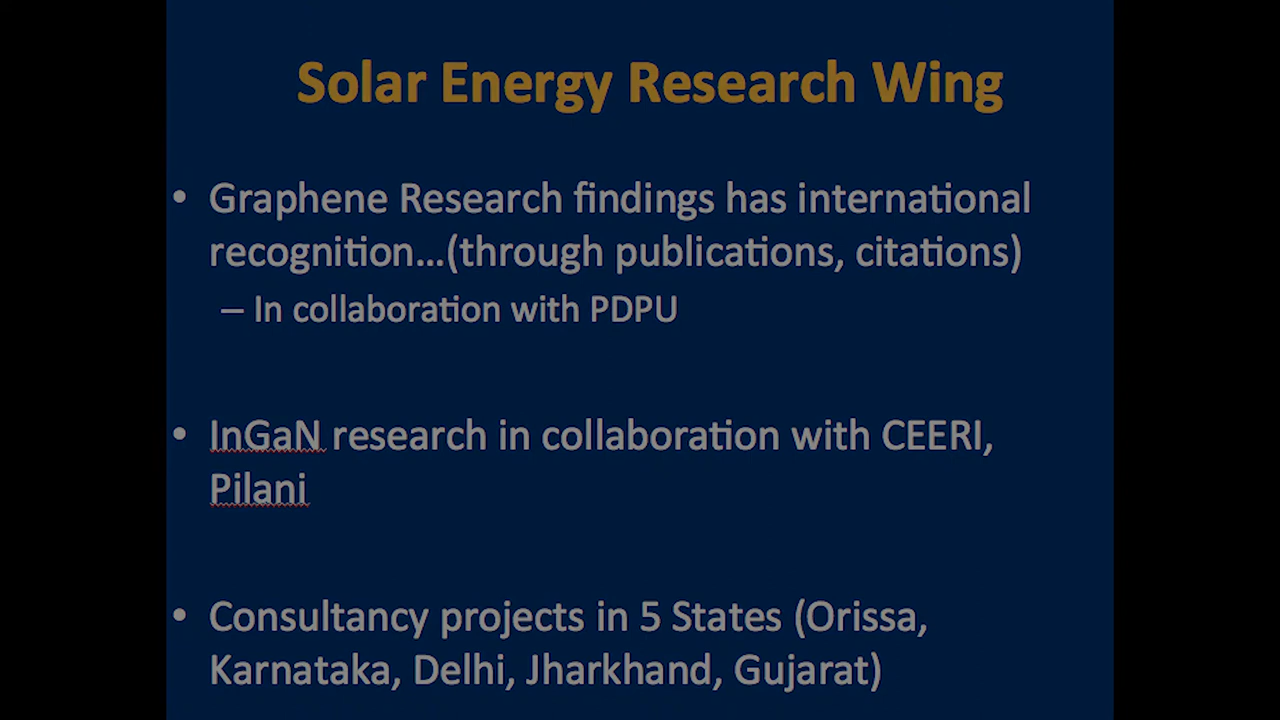 Solar Energy Research Wing
• Graphene Research findings has international
recognition...(through publications, citations)
– In collaboration with PDPU
• InGaN research in collaboration with CEERI,
Pilani
• Consultancy projects in 5 States (Orissa,
Karnataka, Delhi, Jharkhand, Gujarat)